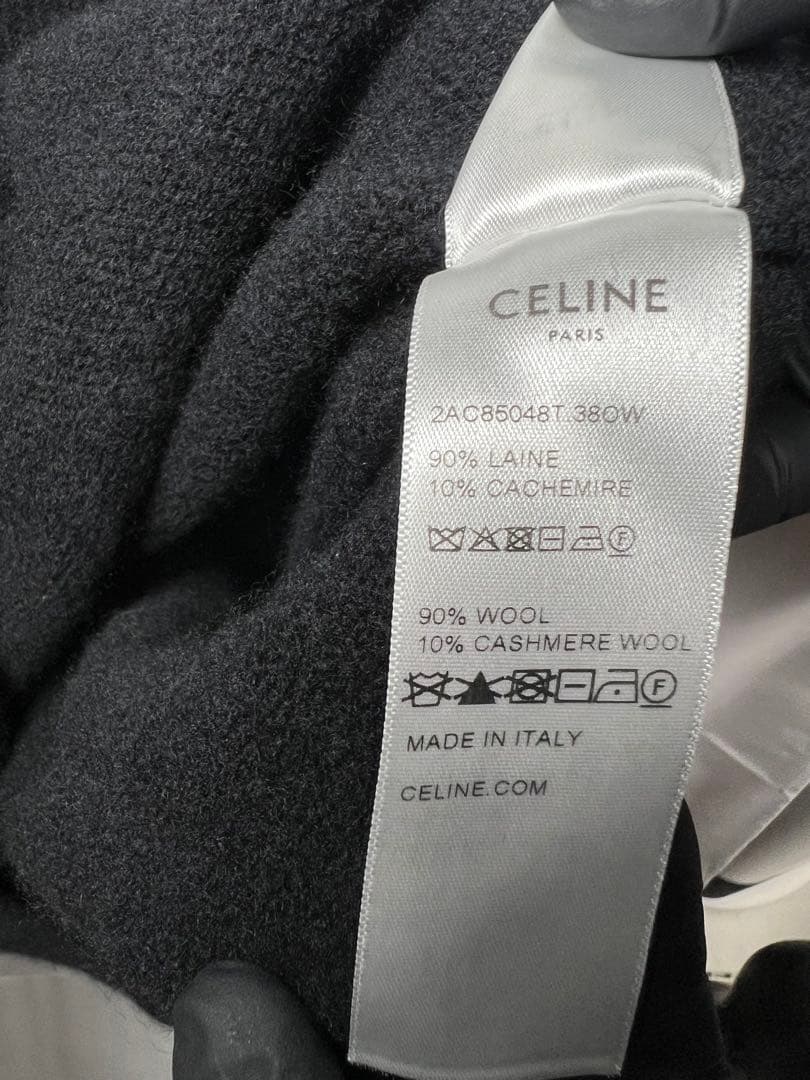 CELINE
PARIS
2AC85048T.38OW
90% LAINE
10% CACHEMIRE
F
90% WOOL
10% CASHMERE WOOL
F
MADE IN ITALY
CELINE.COM